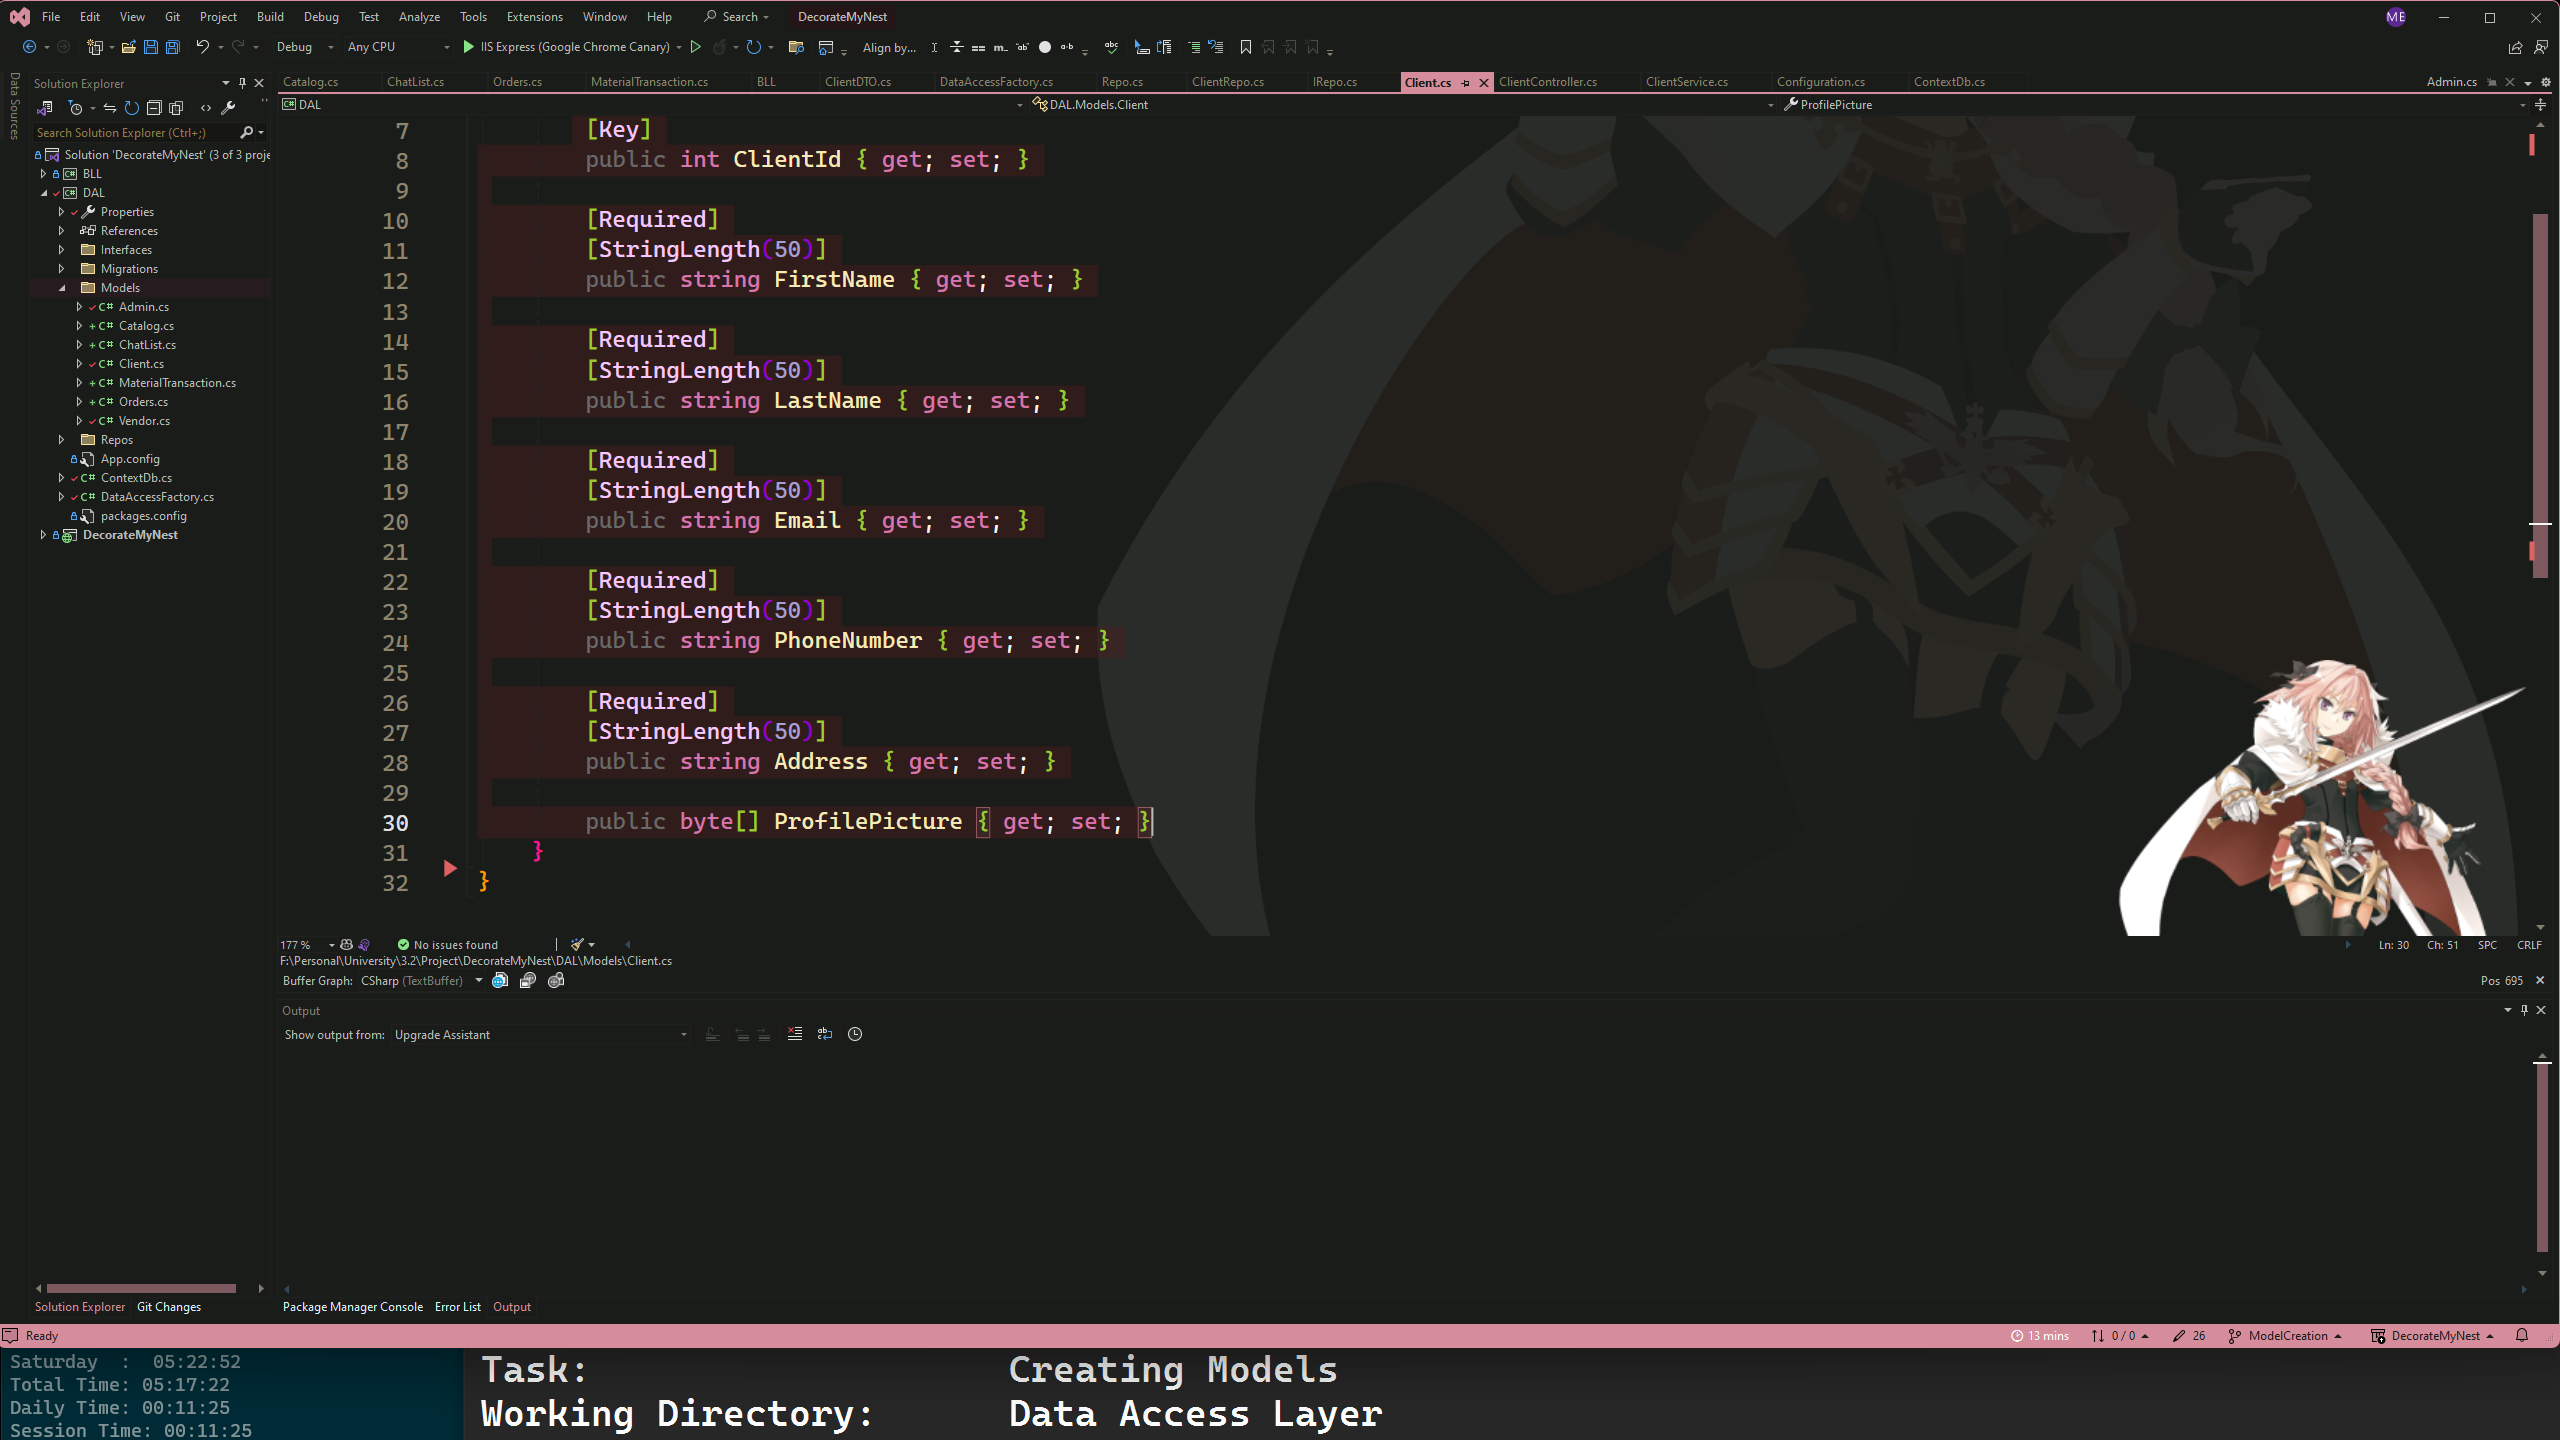 File Edit View Git Project Build Debug Test Analyze Tools Extensions Window Help Search DecorateMyNest ME
Debug Any CPU IIS Express (Google Chrome Canary) Align by...
Data Sources
Solution Explorer
Search Solution Explorer (Ctrl+;)
Solution 'DecorateMyNest' (3 of 3 proje
BLL
DAL
Properties
References
Interfaces
Migrations
Models
C# Admin.cs
C# Catalog.cs
C# ChatList.cs
C# Client.cs
C# MaterialTransaction.cs
C# Orders.cs
C# Vendor.cs
Repos
App.config
C# ContextDb.cs
C# DataAccessFactory.cs
packages.config
DecorateMyNest
Solution Explorer Git Changes
Catalog.cs ChatList.cs Orders.cs MaterialTransaction.cs BLL ClientDTO.cs DataAccessFactory.cs Repo.cs ClientRepo.cs IRepo.cs Client.cs ClientController.cs ClientService.cs Configuration.cs ContextDb.cs Admin.cs
DAL DAL.Models.Client ProfilePicture
7 [Key]
8 public int ClientId { get; set; }
9
10 [Required]
11 [StringLength(50)]
12 public string FirstName { get; set; }
13
14 [Required]
15 [StringLength(50)]
16 public string LastName { get; set; }
17
18 [Required]
19 [StringLength(50)]
20 public string Email { get; set; }
21
22 [Required]
23 [StringLength(50)]
24 public string PhoneNumber { get; set; }
25
26 [Required]
27 [StringLength(50)]
28 public string Address { get; set; }
29
30 public byte[] ProfilePicture { get; set; }
31 }
32 }
177 % No issues found Ln: 30 Ch: 51 SPC CRLF
F:\Personal\University\3.2\Project\DecorateMyNest\DAL\Models\Client.cs
Buffer Graph: CSharp (TextBuffer) Pos 695
Output
Show output from: Upgrade Assistant
Package Manager Console Error List Output
Ready 13 mins 0 / 0 26 ModelCreation DecorateMyNest
Saturday : 05:22:52
Total Time: 05:17:22
Daily Time: 00:11:25
Session Time: 00:11:25
Task: Creating Models
Working Directory: Data Access Layer